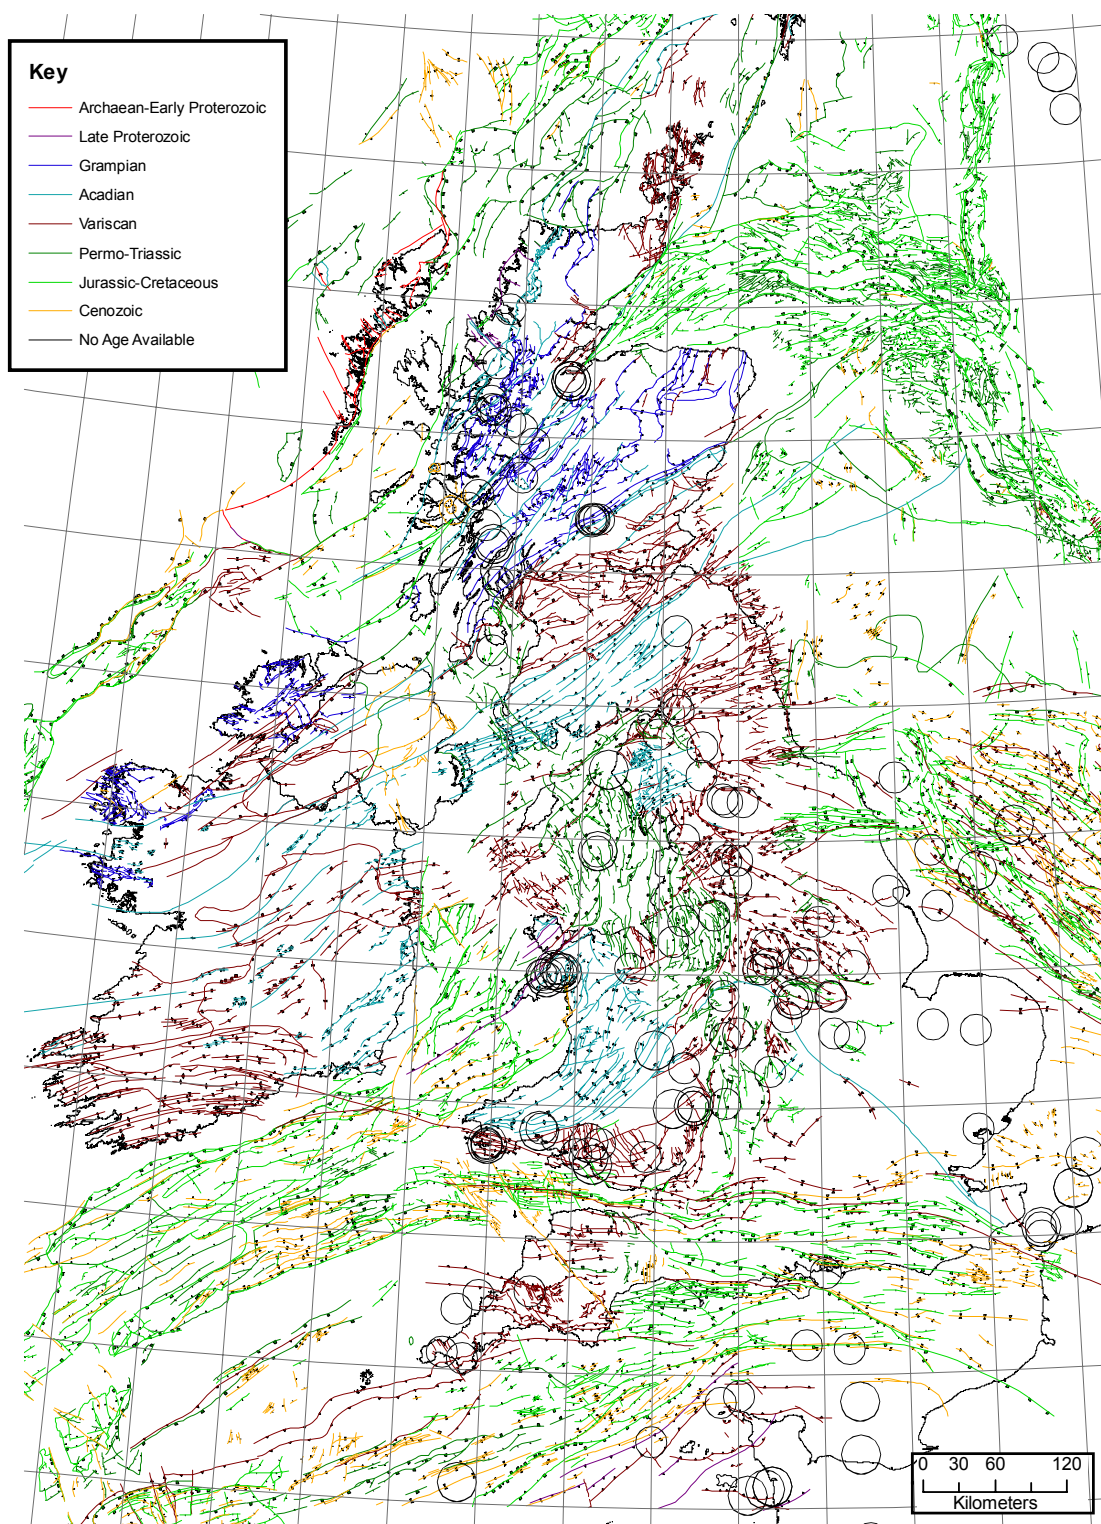 Key
Archaean-Early Proterozoic
Late Proterozoic
Grampian
Acadian
Variscan
Permo-Triassic
Jurassic-Cretaceous
Cenozoic
No Age Available
0 30 60 120
Kilometers